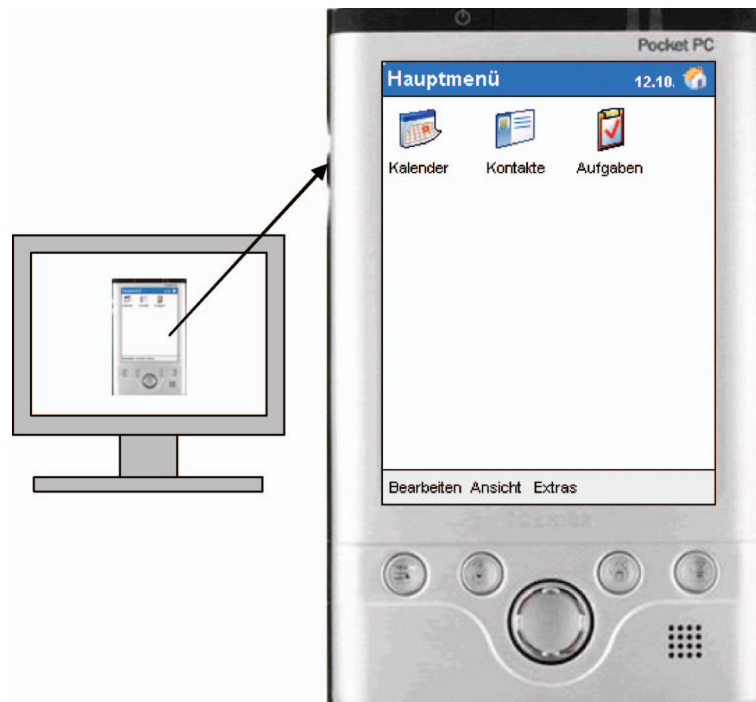 Pocket PC
Hauptmenü 12.10.
Kalender Kontakte Aufgaben
Bearbeiten Ansicht Extras